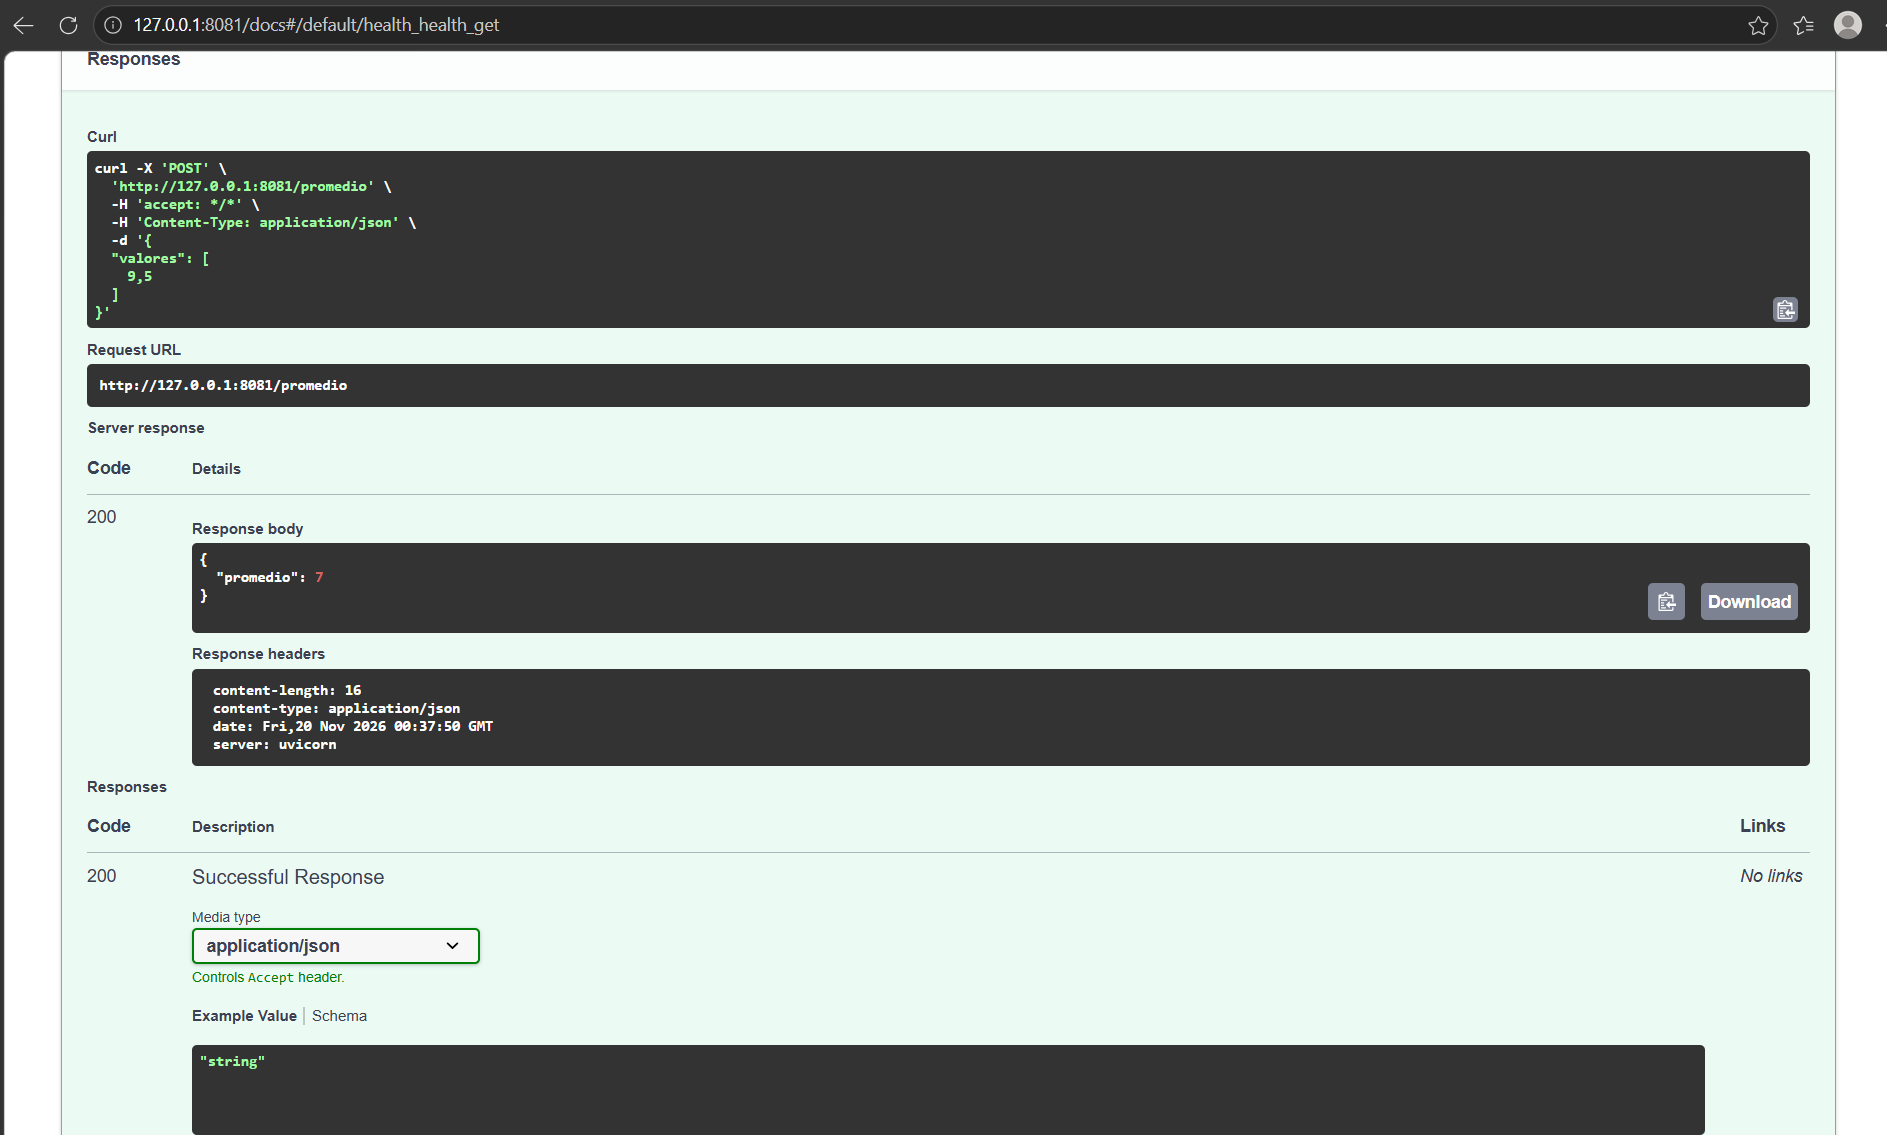 127.0.0.1:8081/docs#/default/health_health_get
Responses
Curl
curl -X 'POST' \
  'http://127.0.0.1:8081/promedio' \
  -H 'accept: */*' \
  -H 'Content-Type: application/json' \
  -d '{
  "valores": [
    9,5
  ]
}'
Request URL
http://127.0.0.1:8081/promedio
Server response
Code Details
200
Response body
{
  "promedio": 7
}
Download
Response headers
content-length: 16
content-type: application/json
date: Fri,20 Nov 2026 00:37:50 GMT
server: uvicorn
Responses
Code Description Links
200 Successful Response No links
Media type
application/json
Controls Accept header.
Example Value Schema
"string"